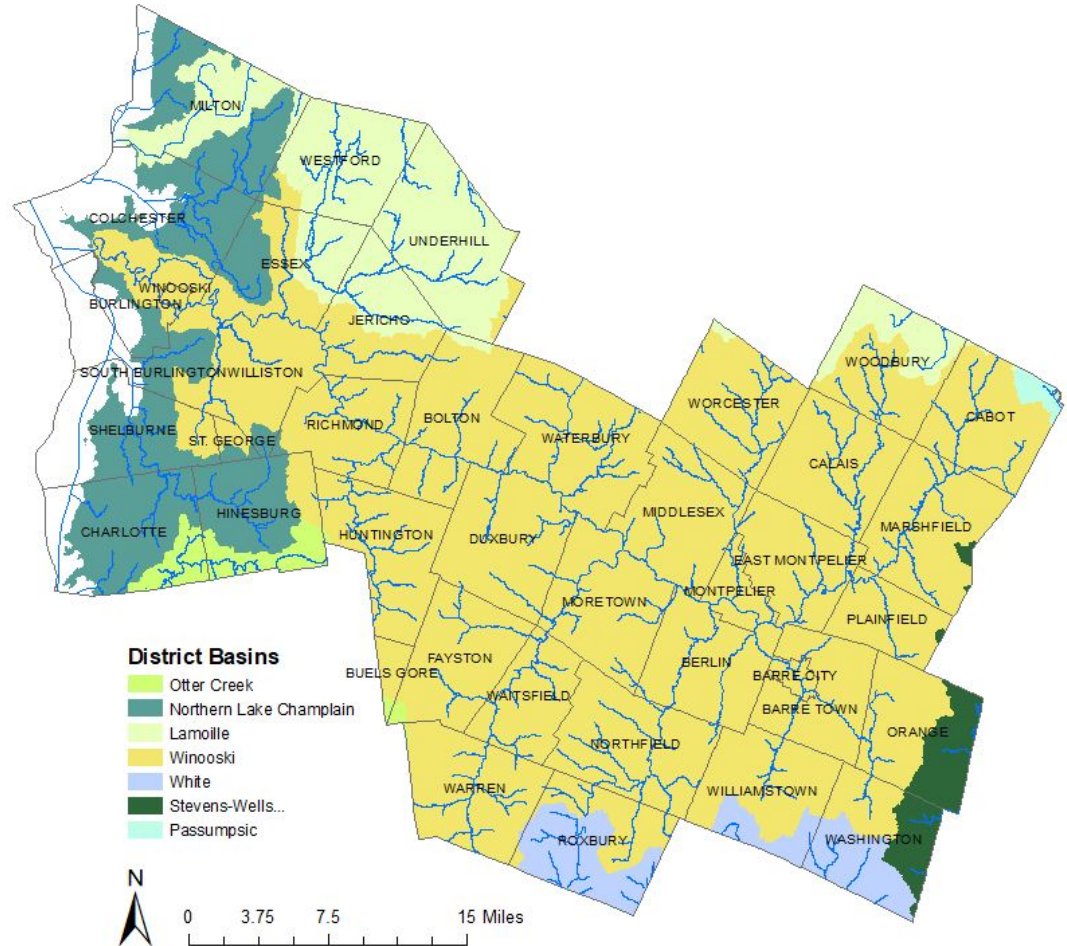 MILTON
WESTFORD
COLCHESTER
UNDERHILL
ESSEX
WINOOSKI
BURLINGTON
JERICHO
WOODBURY
SOUTH BURLINGTON
WILLISTON
WORCESTER
CABOT
RICHMOND
BOLTON
SHELBURNE
WATERBURY
ST. GEORGE
CALAIS
HINESBURG
MIDDLESEX
CHARLOTTE
MARSHFIELD
HUNTINGTON
DUXBURY
EAST MONTPELIER
MONTPELIER
MORETOWN
PLAINFIELD
FAYSTON
BERLIN
BUELS GORE
BARRE CITY
WAITSFIELD
BARRE TOWN
ORANGE
NORTHFIELD
WARREN
WILLIAMSTOWN
ROXBURY
WASHINGTON
District Basins
Otter Creek
Northern Lake Champlain
Lamoille
Winooski
White
Stevens-Wells...
Passumpsic
N
0 3.75 7.5 15 Miles